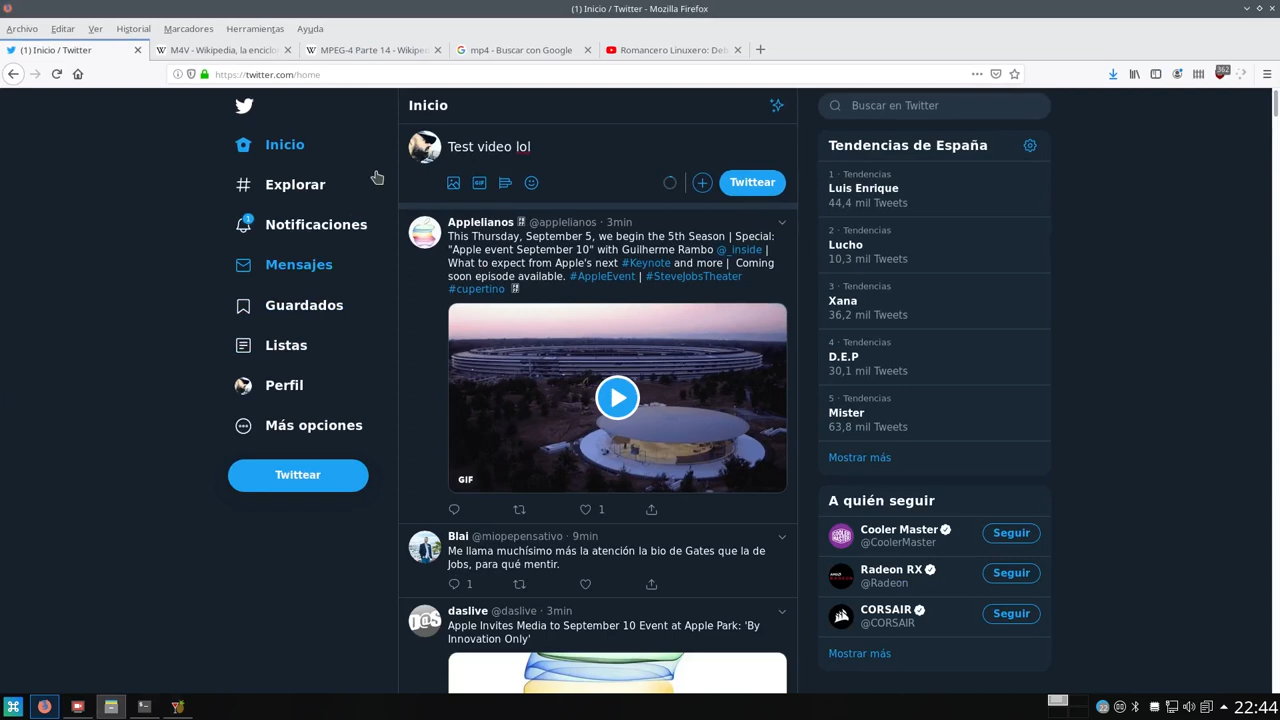 (1) Inicio / Twitter - Mozilla Firefox
Archivo Editar Ver Historial Marcadores Herramientas Ayuda
(1) Inicio / Twitter
M4V - Wikipedia, la enciclo
MPEG-4 Parte 14 - Wikiped
mp4 - Buscar con Google
Romancero Linuxero: Deb
https://twitter.com/home
362
Inicio
Explorar
1
Notificaciones
Mensajes
Guardados
Listas
Perfil
Más opciones
Twittear
Inicio
Test video lol
GIF
Twittear
Applelianos @applelianos · 3min
This Thursday, September 5, we begin the 5th Season | Special:
"Apple event September 10" with Guilherme Rambo @_inside |
What to expect from Apple's next #Keynote and more | Coming
soon episode available. #AppleEvent | #SteveJobsTheater
#cupertino
GIF
1
Blai @miopepensativo · 9min
Me llama muchísimo más la atención la bio de Gates que la de
Jobs, para qué mentir.
1
daslive @daslive · 3min
Apple Invites Media to September 10 Event at Apple Park: 'By
Innovation Only'
Buscar en Twitter
Tendencias de España
1 · Tendencias
Luis Enrique
44,4 mil Tweets
2 · Tendencias
Lucho
10,3 mil Tweets
3 · Tendencias
Xana
36,2 mil Tweets
4 · Tendencias
D.E.P
30,1 mil Tweets
5 · Tendencias
Mister
63,8 mil Tweets
Mostrar más
A quién seguir
Cooler Master
@CoolerMaster
Seguir
Radeon RX
@Radeon
Seguir
CORSAIR
@CORSAIR
Seguir
Mostrar más
22:44